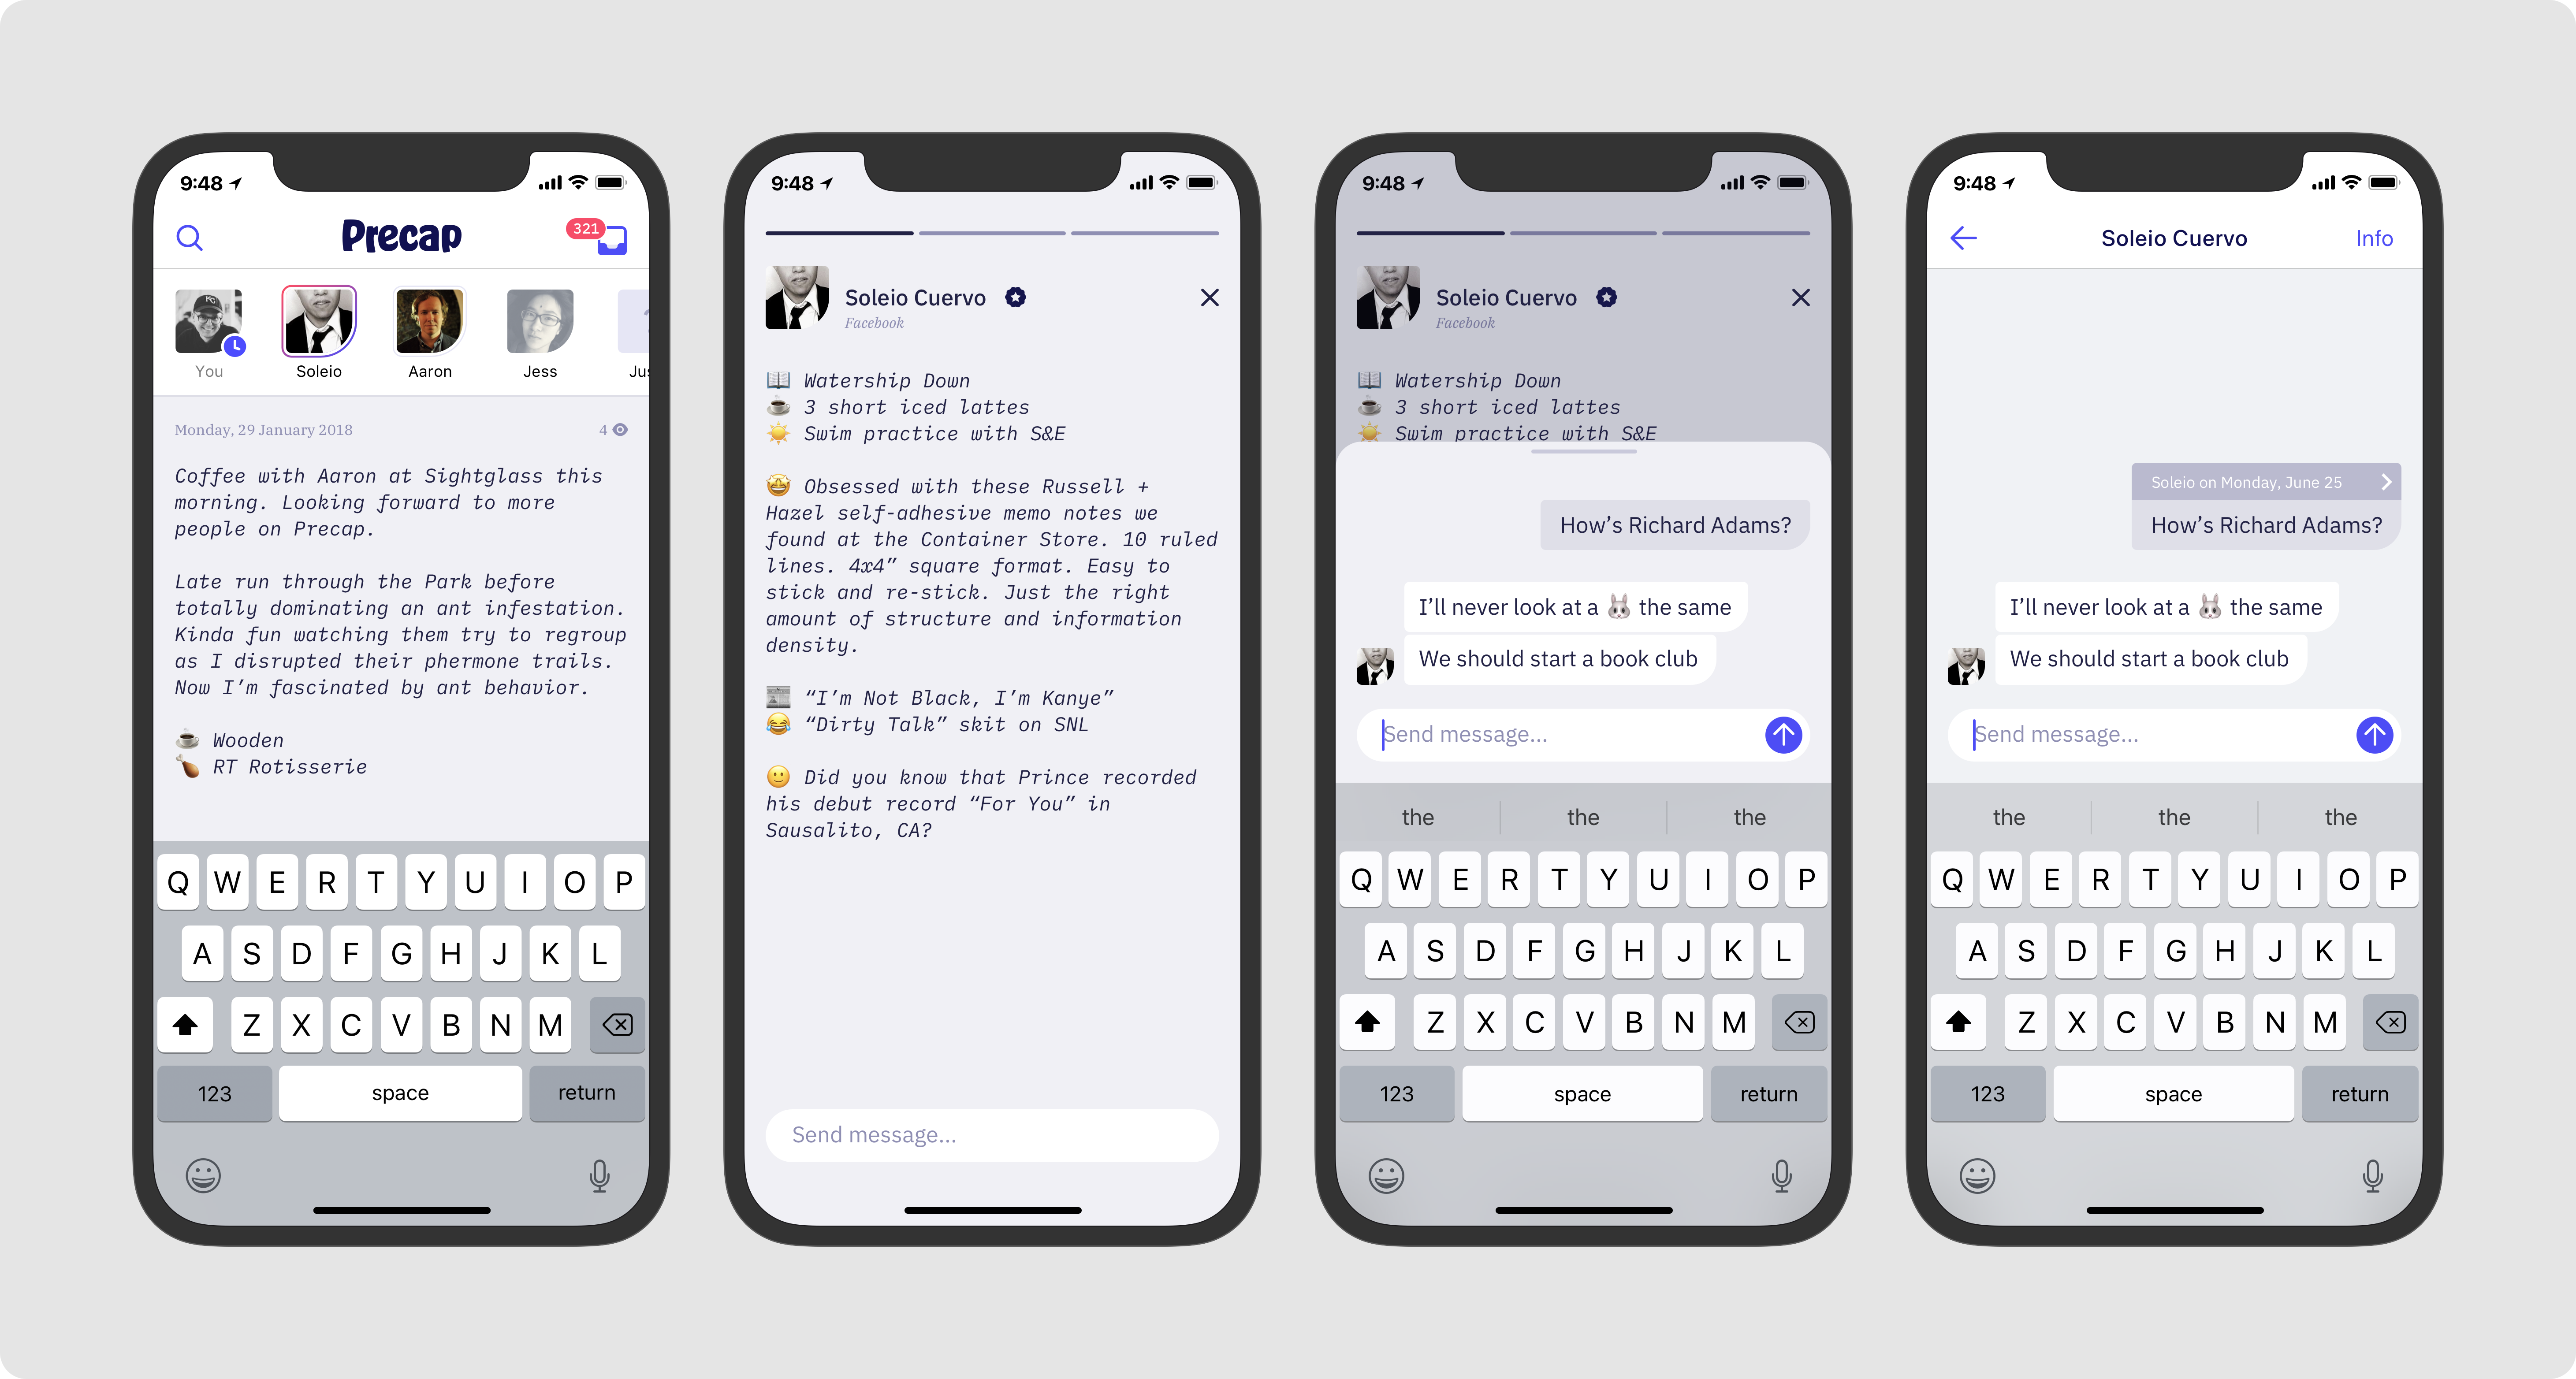 9:48
Precap
321
You
Soleio
Aaron
Jess
Jus
Monday, 29 January 2018
4
Coffee with Aaron at Sightglass this
morning. Looking forward to more
people on Precap.
Late run through the Park before
totally dominating an ant infestation.
Kinda fun watching them try to regroup
as I disrupted their phermone trails.
Now I’m fascinated by ant behavior.
☕ Wooden
🍗 RT Rotisserie
Q W E R T Y U I O P
A S D F G H J K L
Z X C V B N M
123 space return
9:48
Soleio Cuervo
Facebook
📖 Watership Down
☕ 3 short iced lattes
☀️ Swim practice with S&E
🤩 Obsessed with these Russell +
Hazel self-adhesive memo notes we
found at the Container Store. 10 ruled
lines. 4x4” square format. Easy to
stick and re-stick. Just the right
amount of structure and information
density.
📰 “I’m Not Black, I’m Kanye”
😂 “Dirty Talk” skit on SNL
🙂 Did you know that Prince recorded
his debut record “For You” in
Sausalito, CA?
Send message...
9:48
Soleio Cuervo
Facebook
📖 Watership Down
☕ 3 short iced lattes
☀️ Swim practice with S&E
How’s Richard Adams?
I’ll never look at a 🐰 the same
We should start a book club
Send message...
the the the
Q W E R T Y U I O P
A S D F G H J K L
Z X C V B N M
123 space return
9:48
Soleio Cuervo
Info
Soleio on Monday, June 25
How’s Richard Adams?
I’ll never look at a 🐰 the same
We should start a book club
Send message...
the the the
Q W E R T Y U I O P
A S D F G H J K L
Z X C V B N M
123 space return